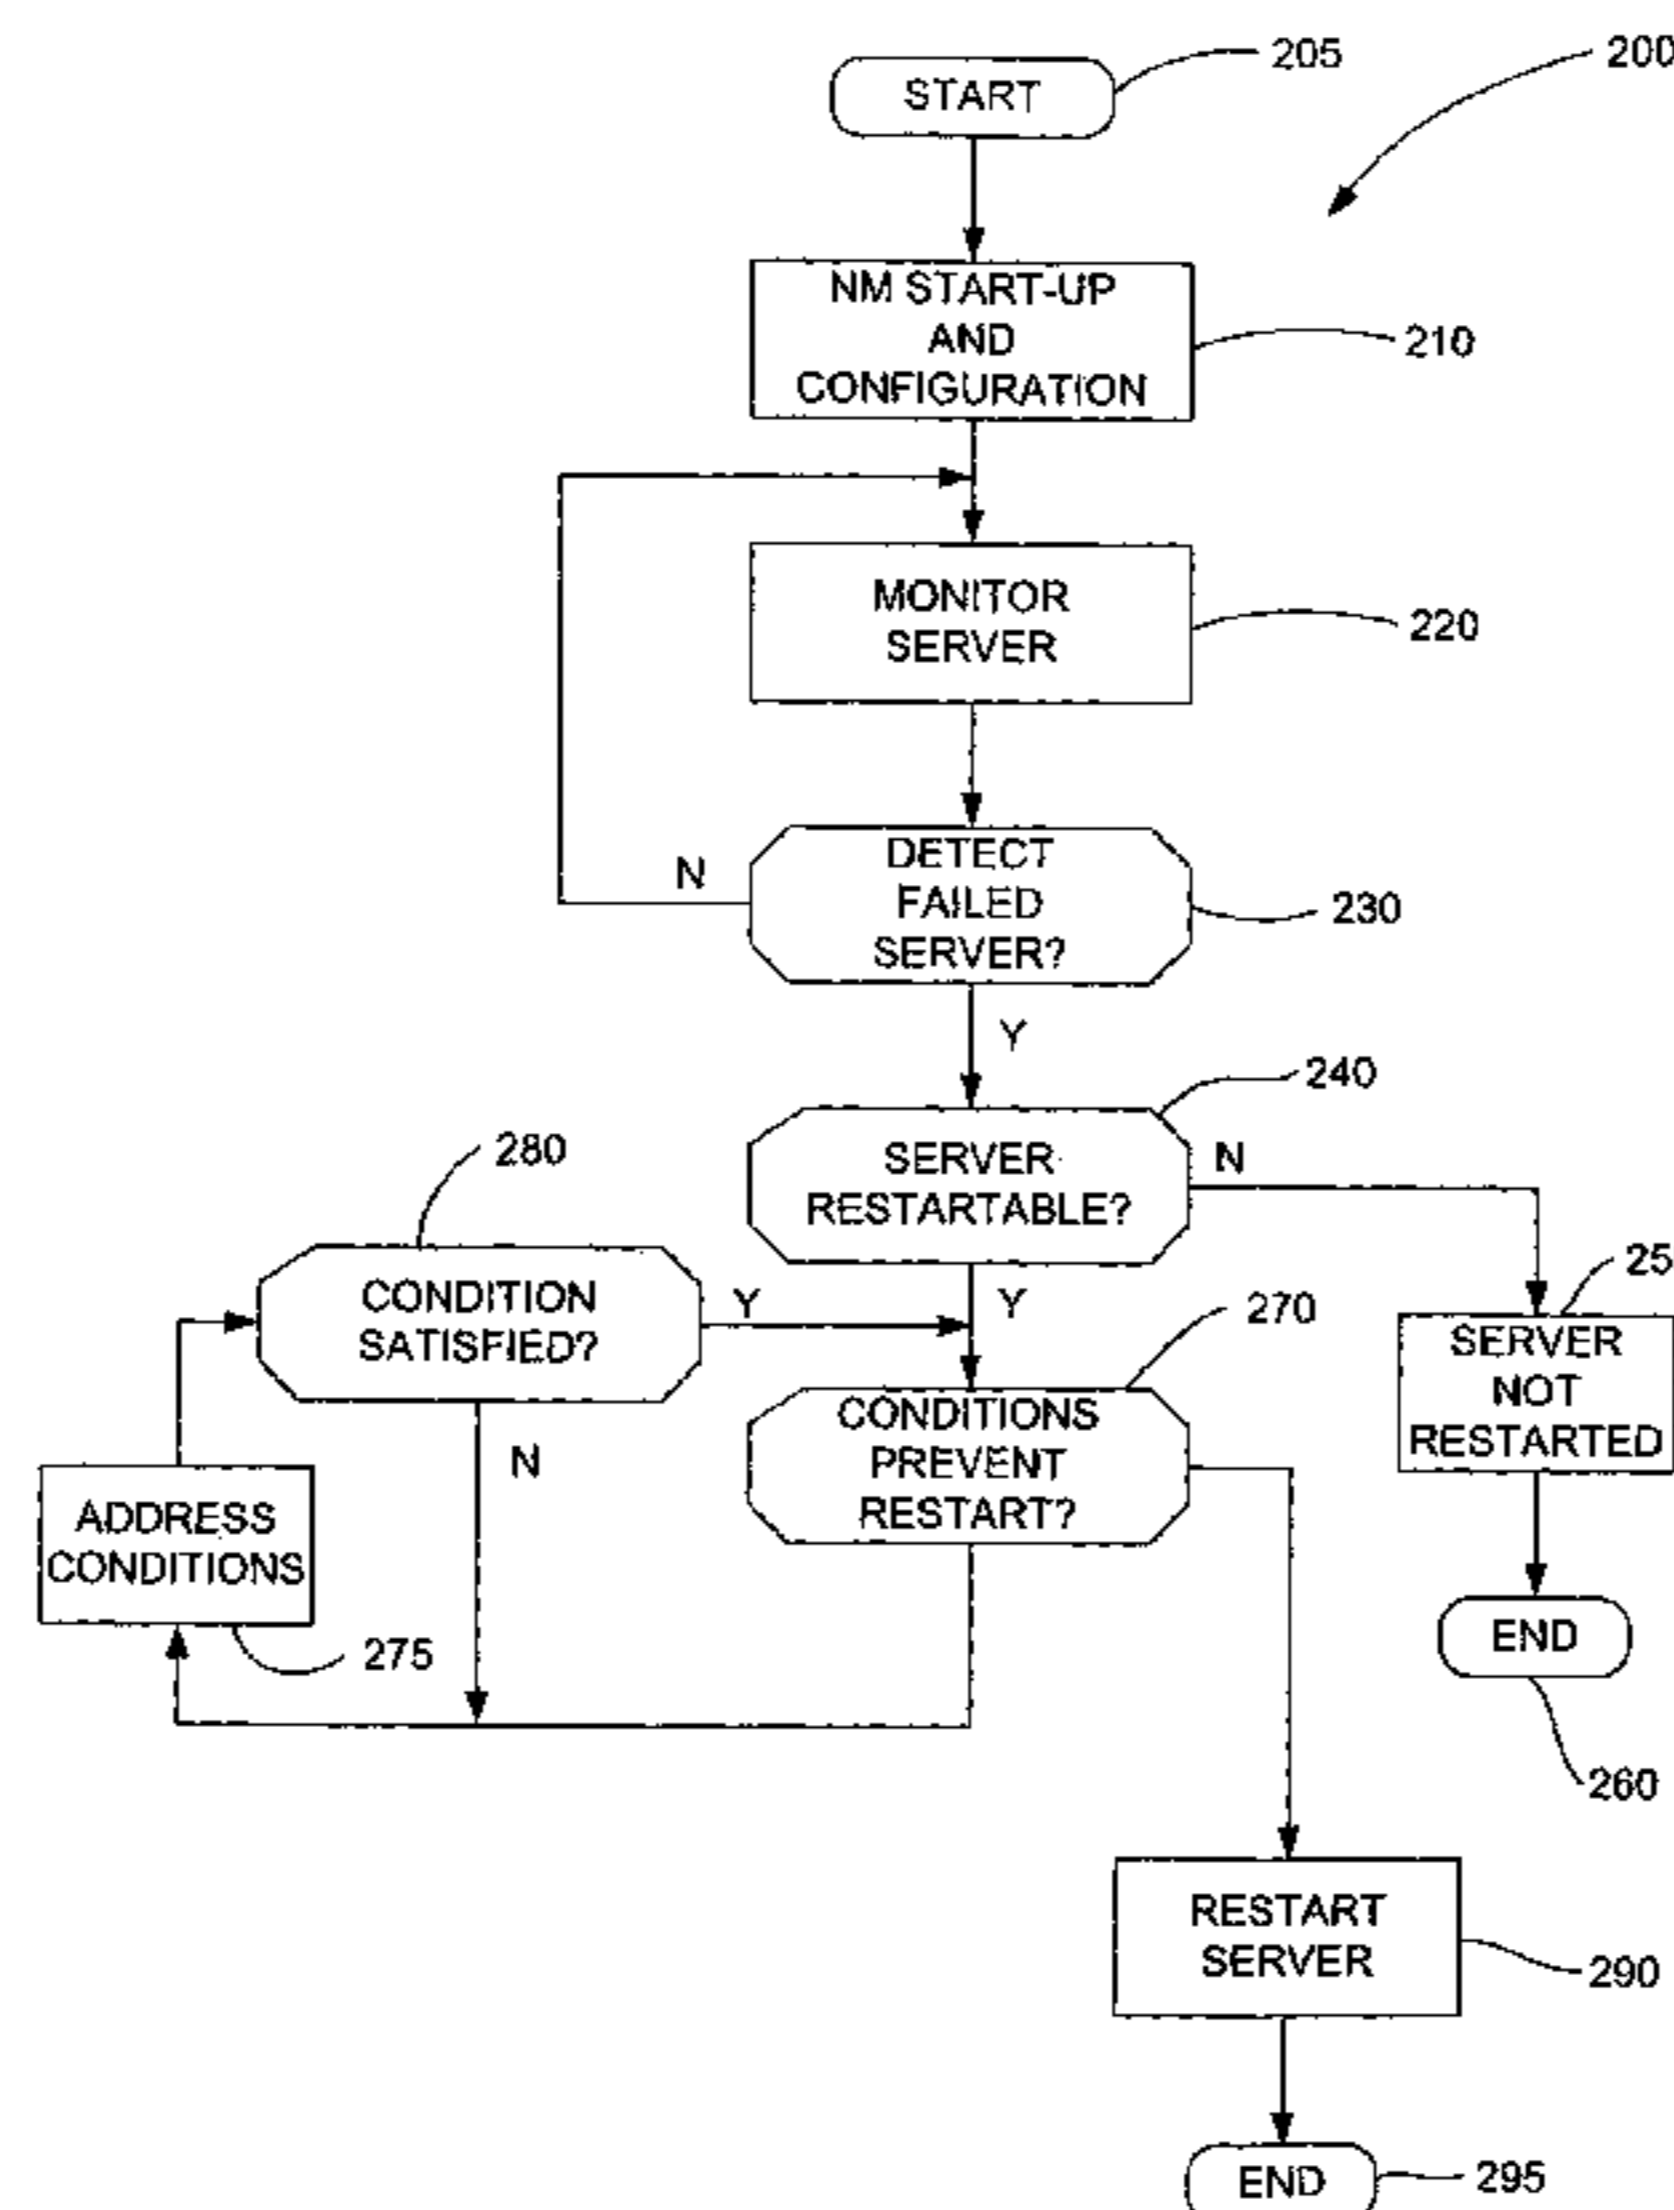 205
200
START
NM START-UP
AND
CONFIGURATION
210
MONITOR
SERVER
220
DETECT
FAILED
SERVER?
N
230
Y
240
SERVER
RESTARTABLE?
N
280
CONDITION
SATISFIED?
Y
Y
270
25
SERVER
NOT
RESTARTED
CONDITIONS
PREVENT
RESTART?
N
ADDRESS
CONDITIONS
275
END
260
RESTART
SERVER
290
END
295